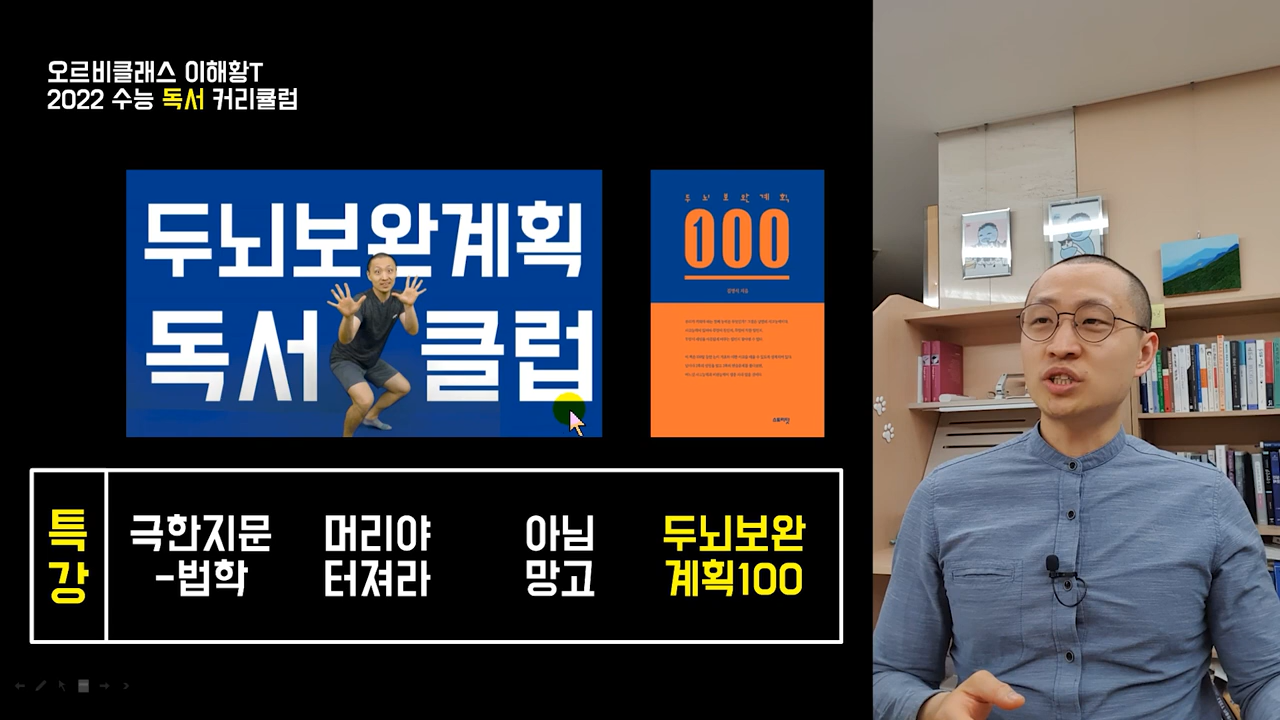 오르비클래스 이해황T
2022 수능 독서 커리큘럼
두뇌보완계획
독서 클럽
두뇌보완계획
100
특강
극한지문
-법학
머리야
터져라
아님
망고
두뇌보완
계획100